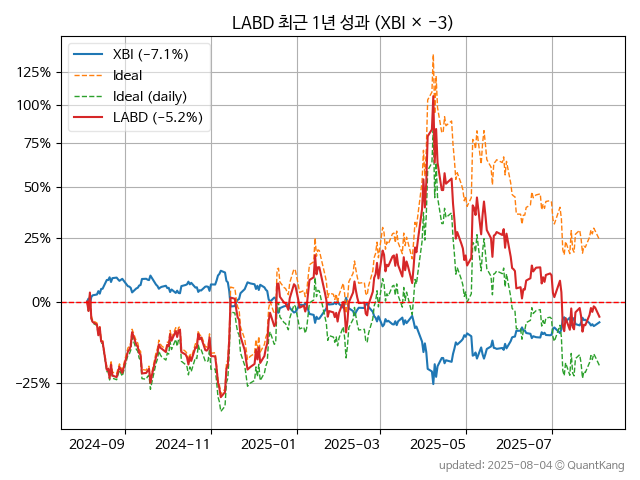 LABD 최근 1년 성과 (XBI × −3)
XBI (−7.1%)
Ideal
Ideal (daily)
LABD (−5.2%)
125%
100%
75%
50%
25%
0%
−25%
2024-09
2024-11
2025-01
2025-03
2025-05
2025-07
updated: 2025-08-04 © QuantKang